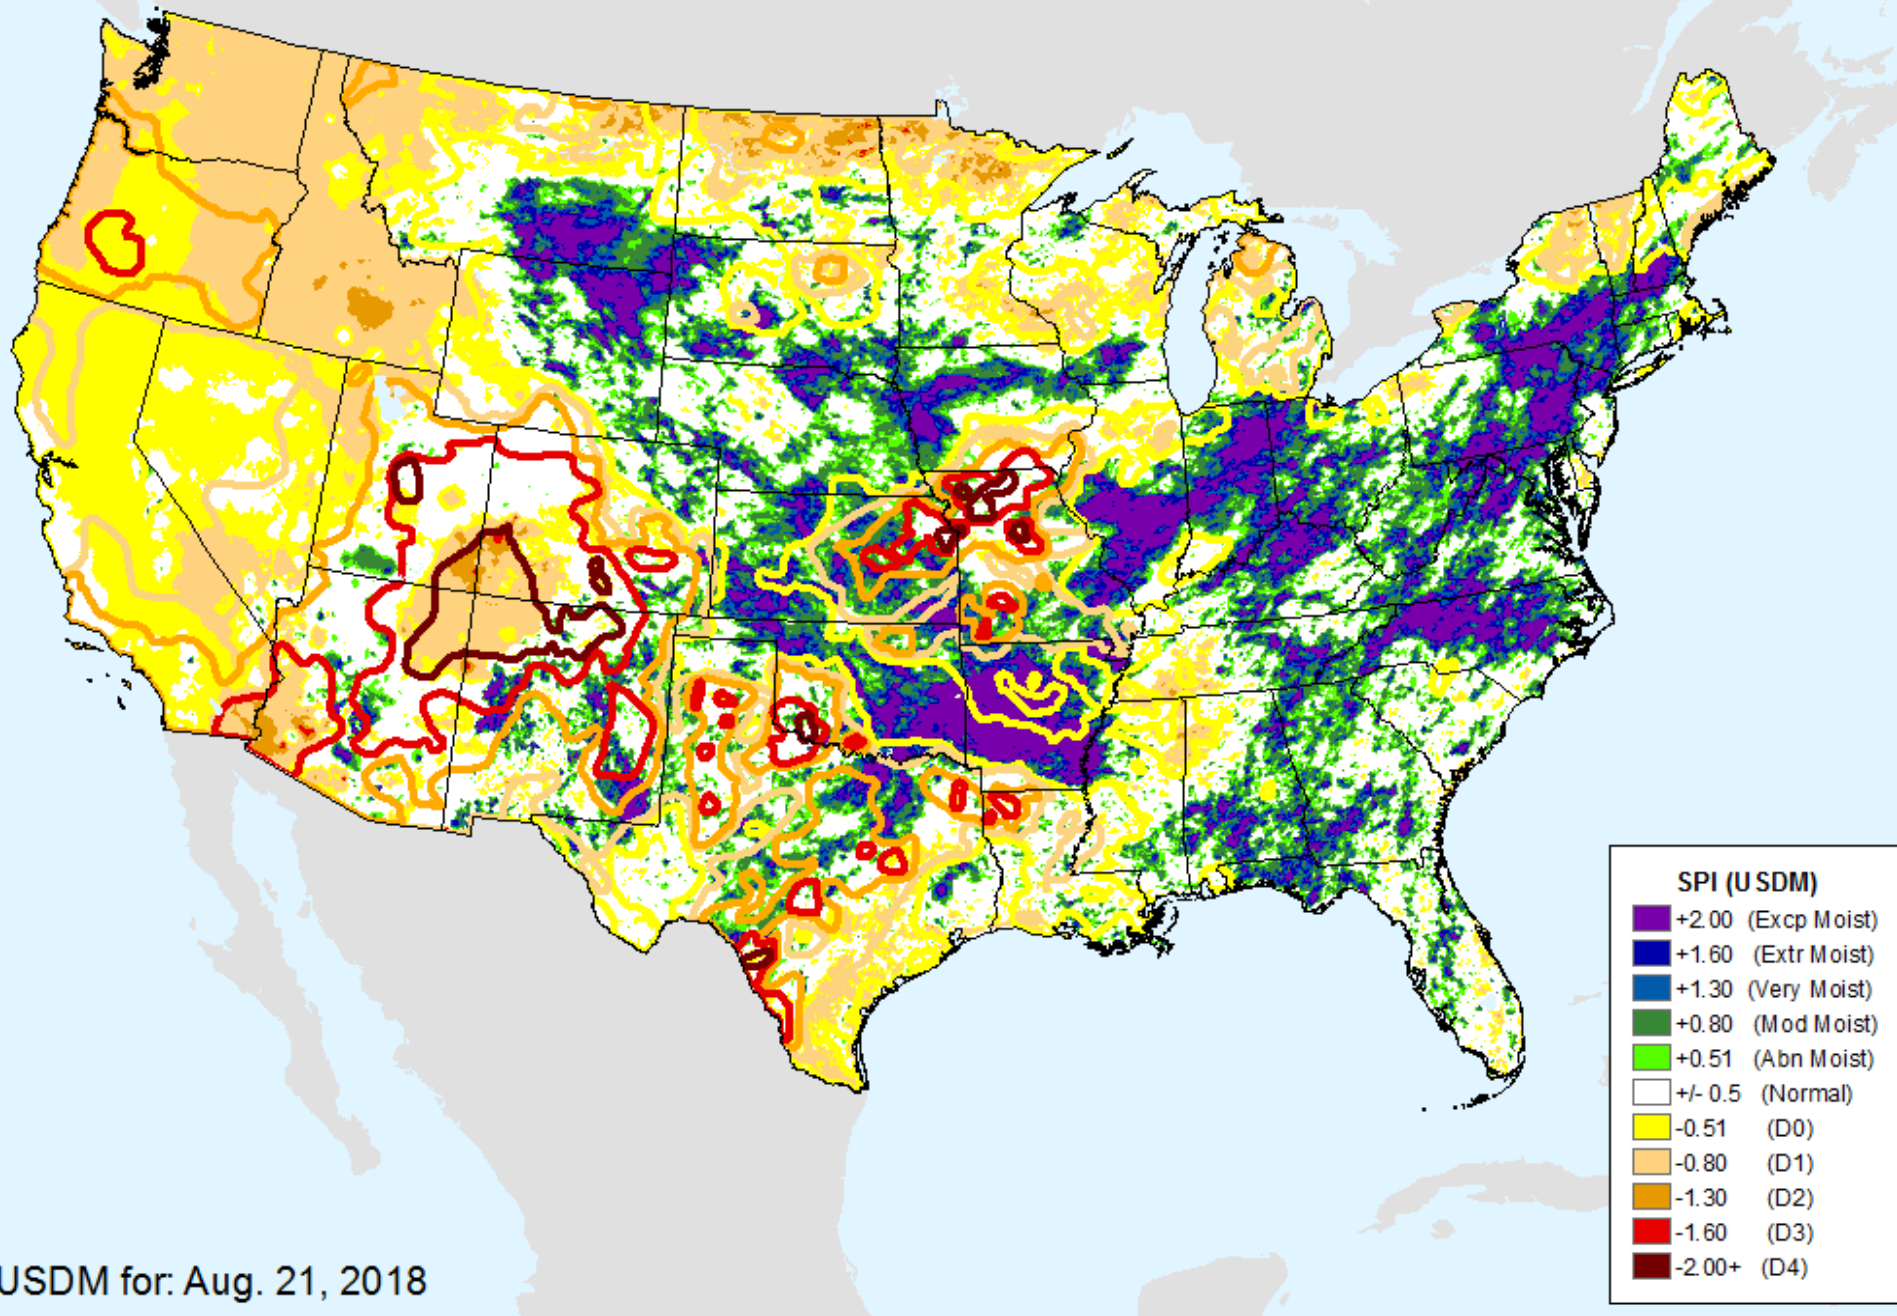 SPI (USDM)
+2.00 (Excp Moist)
+1.60 (Extr Moist)
+1.30 (Very Moist)
+0.80 (Mod Moist)
+0.51 (Abn Moist)
+/- 0.5 (Normal)
-0.51 (D0)
-0.80 (D1)
-1.30 (D2)
-1.60 (D3)
-2.00+ (D4)
USDM for: Aug. 21, 2018